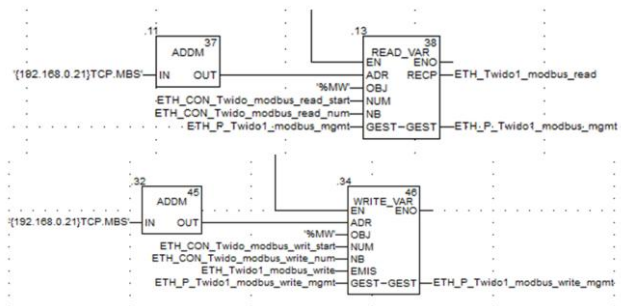 .11
37
ADDM
'{192.168.0.21}TCP.MBS'
IN OUT
.13
38
READ_VAR
EN ENO
ADR RECP
ETH_Twido1_modbus_read
'%MW'
OBJ
ETH_CON_Twido_modbus_read_start
NUM
ETH_CON_Twido_modbus_read_num
NB
ETH_P_Twido1_modbus_mgmt
GEST-GEST
ETH_P_Twido1_modbus_mgmt
.32
45
ADDM
'{192.168.0.21}TCP.MBS'
IN OUT
.34
46
WRITE_VAR
EN ENO
ADR
'%MW'
OBJ
ETH_CON_Twido_modbus_writ_start
NUM
ETH_CON_Twido_modbus_write_num
NB
ETH_Twido1_modbus_write
EMIS
ETH_P_Twido1_modbus_write_mgmt
GEST-GEST
ETH_P_Twido1_modbus_write_mgmt